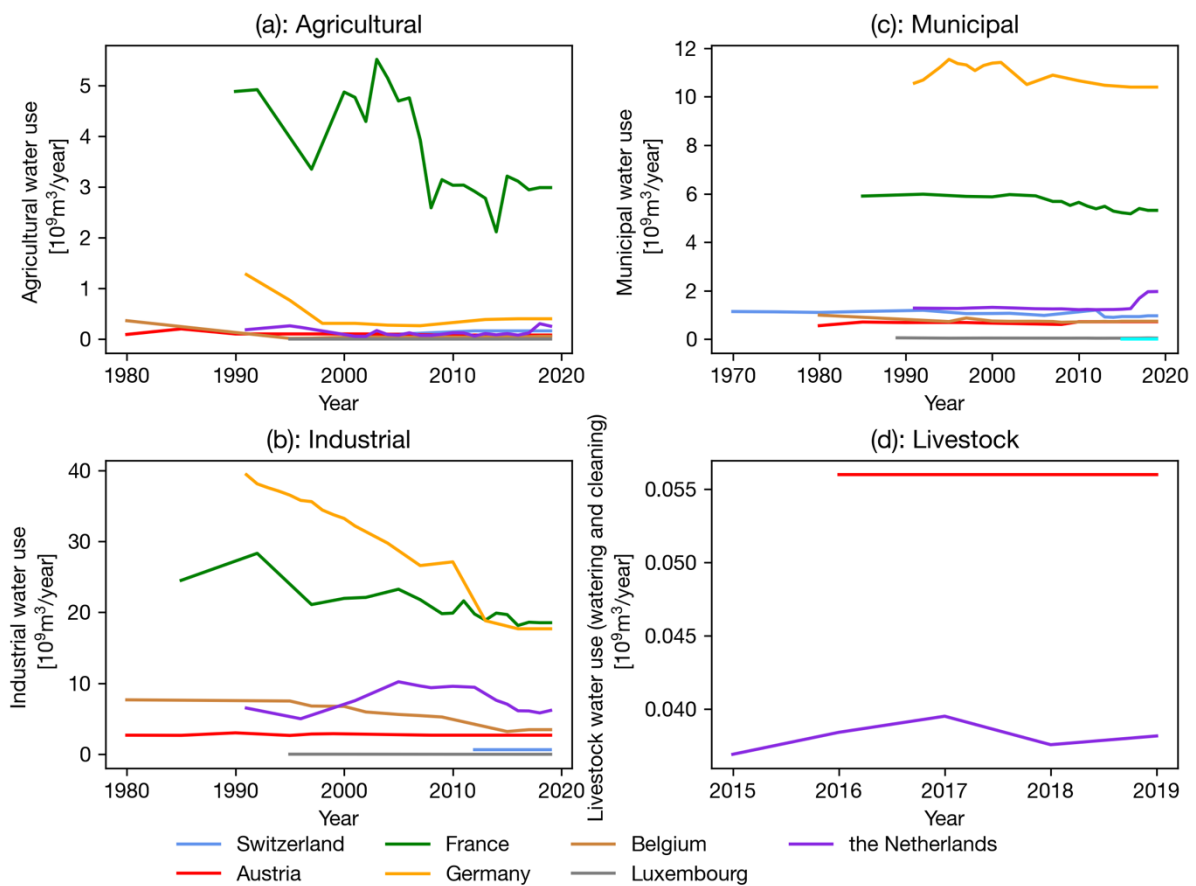 (a): Agricultural
Agricultural water use
[10⁹m³/year]
5
4
3
2
1
0
1980 1990 2000 2010 2020
Year
(c): Municipal
Municipal water use
[10⁹m³/year]
12
10
8
6
4
2
0
1970 1980 1990 2000 2010 2020
Year
(b): Industrial
Industrial water use
[10⁹m³/year]
40
30
20
10
0
1980 1990 2000 2010 2020
Year
(d): Livestock
Livestock water use (watering and cleaning)
[10⁹m³/year]
0.055
0.050
0.045
0.040
2015 2016 2017 2018 2019
Year
Switzerland France Belgium the Netherlands
Austria Germany Luxembourg